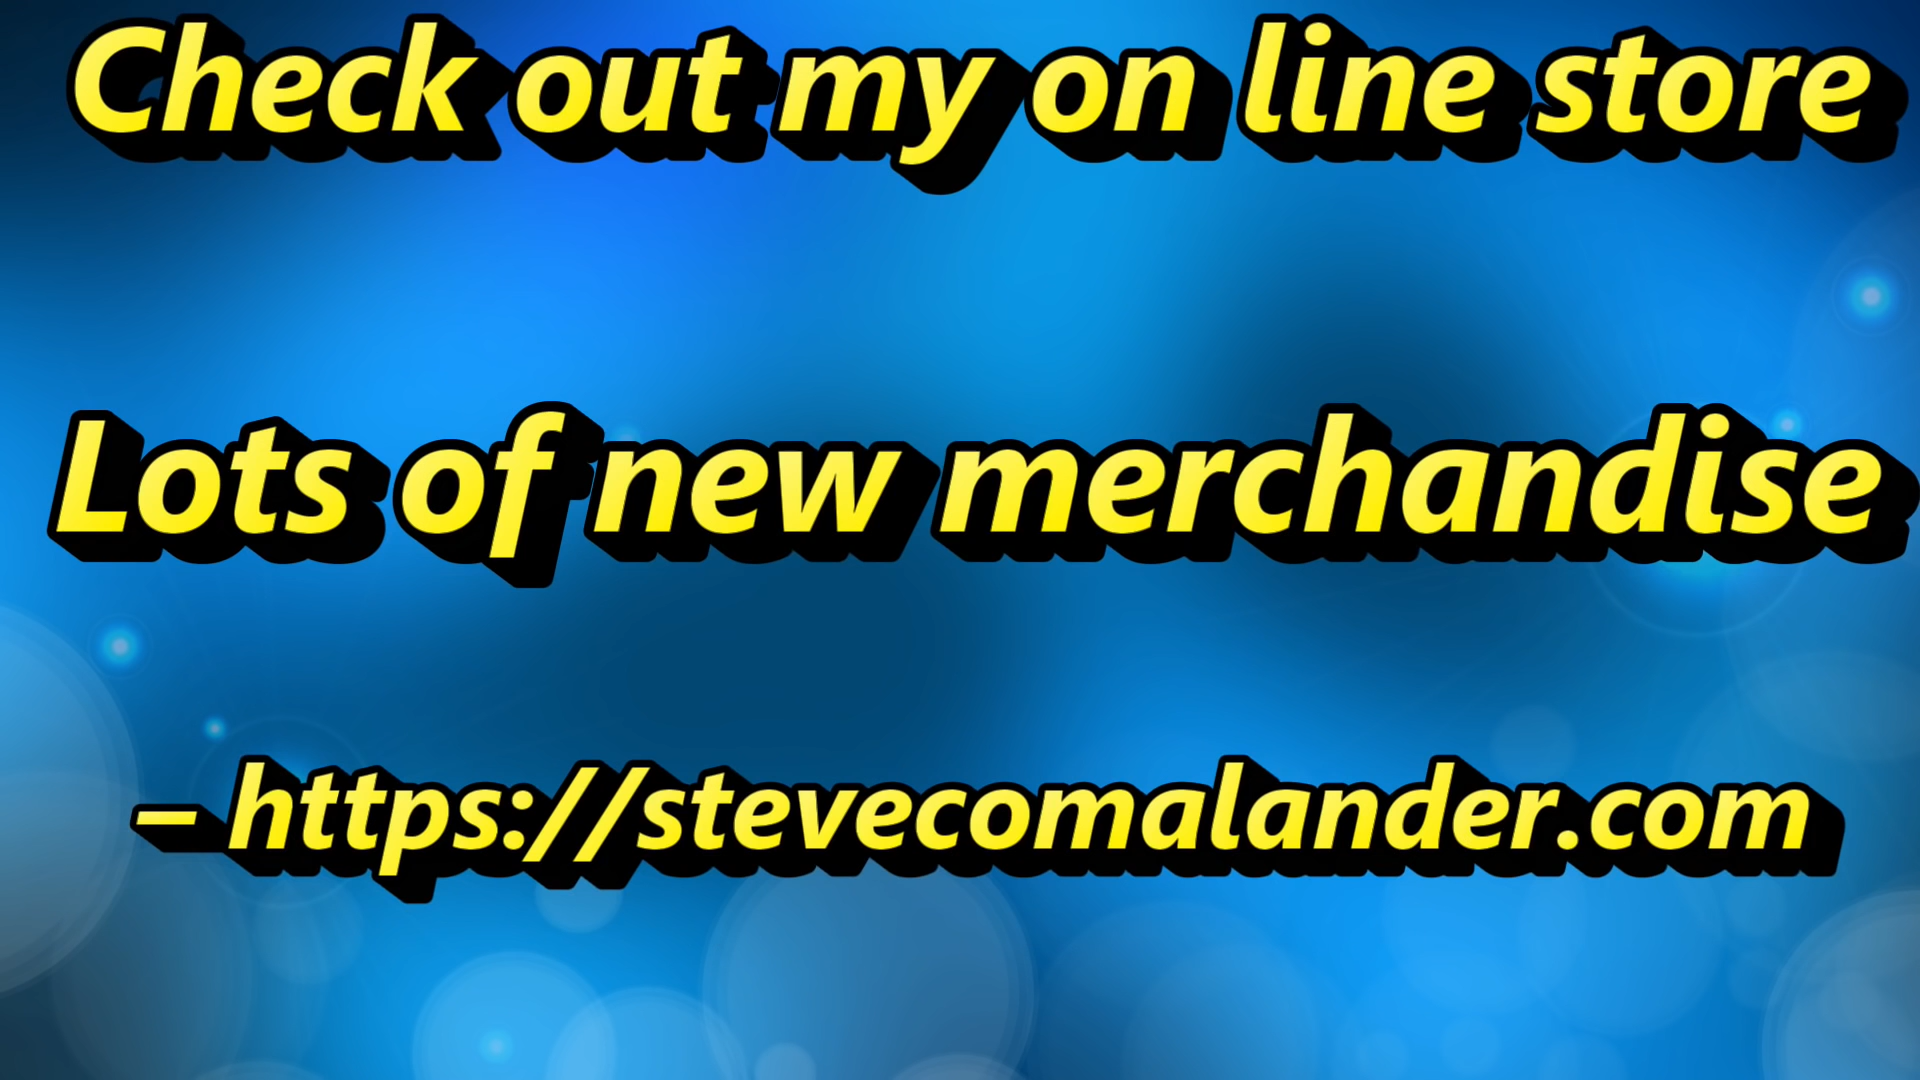 Check out my on line store
Lots of new merchandise
– https://stevecomalander.com